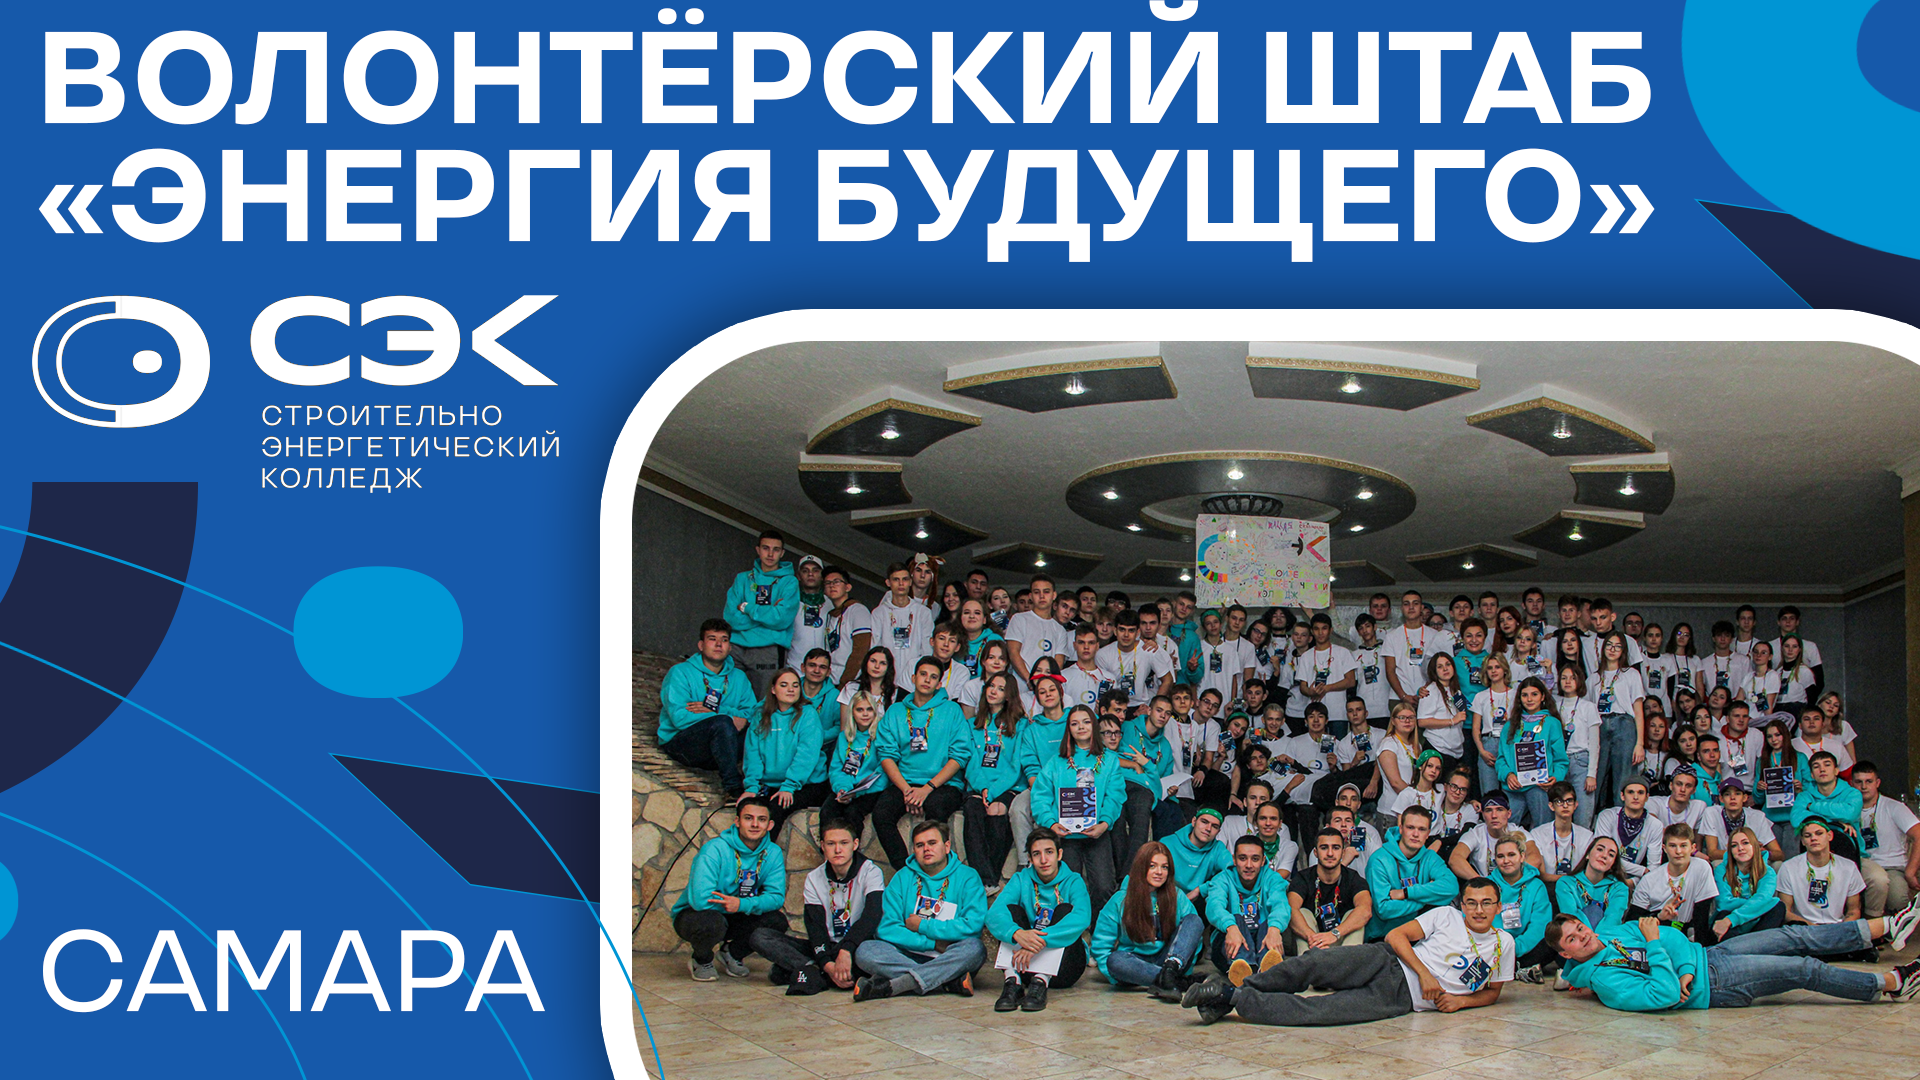 ВОЛОНТЁРСКИЙ ШТАБ
«ЭНЕРГИЯ БУДУЩЕГО»
СЭК
СТРОИТЕЛЬНО
ЭНЕРГЕТИЧЕСКИЙ
КОЛЛЕДЖ
САМАРА